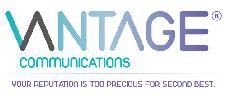 VANTAGE®
COMMUNICATIONS
YOUR REPUTATION IS TOO PRECIOUS FOR SECOND BEST.